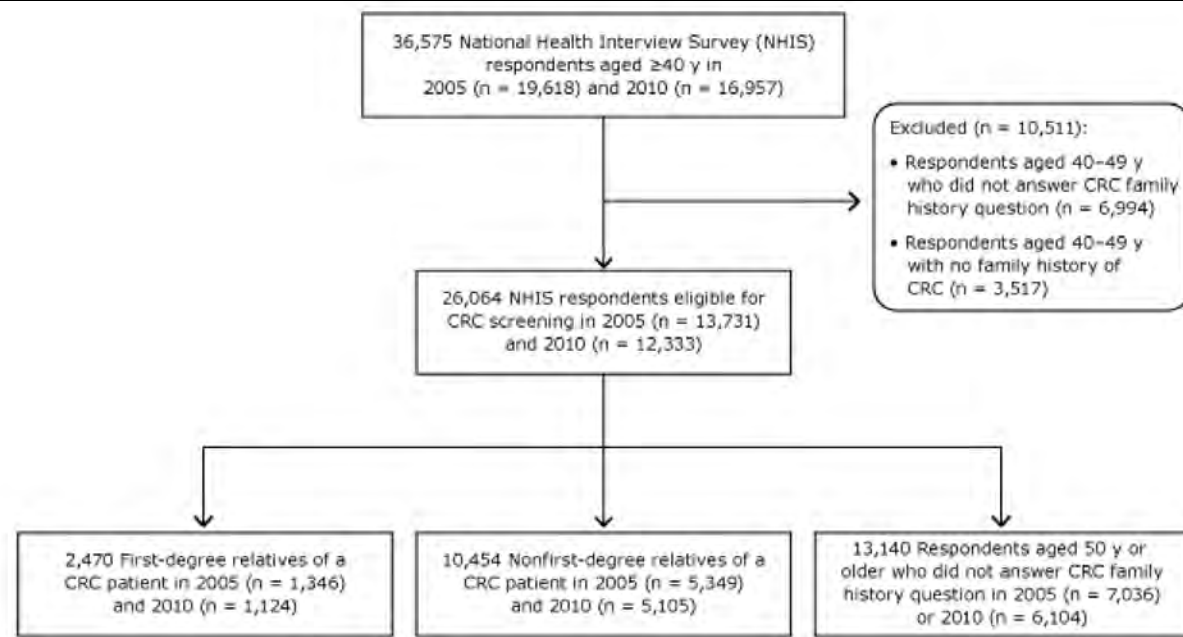 36,575 National Health Interview Survey (NHIS)
respondents aged ≥40 y in
2005 (n = 19,618) and 2010 (n = 16,957)
Excluded (n = 10,511):
• Respondents aged 40–49 y
who did not answer CRC family
history question (n = 6,994)
• Respondents aged 40–49 y
with no family history of
CRC (n = 3,517)
26,064 NHIS respondents eligible for
CRC screening in 2005 (n = 13,731)
and 2010 (n = 12,333)
2,470 First-degree relatives of a
CRC patient in 2005 (n = 1,346)
and 2010 (n = 1,124)
10,454 Nonfirst-degree relatives of a
CRC patient in 2005 (n = 5,349)
and 2010 (n = 5,105)
13,140 Respondents aged 50 y or
older who did not answer CRC family
history question in 2005 (n = 7,036)
or 2010 (n = 6,104)